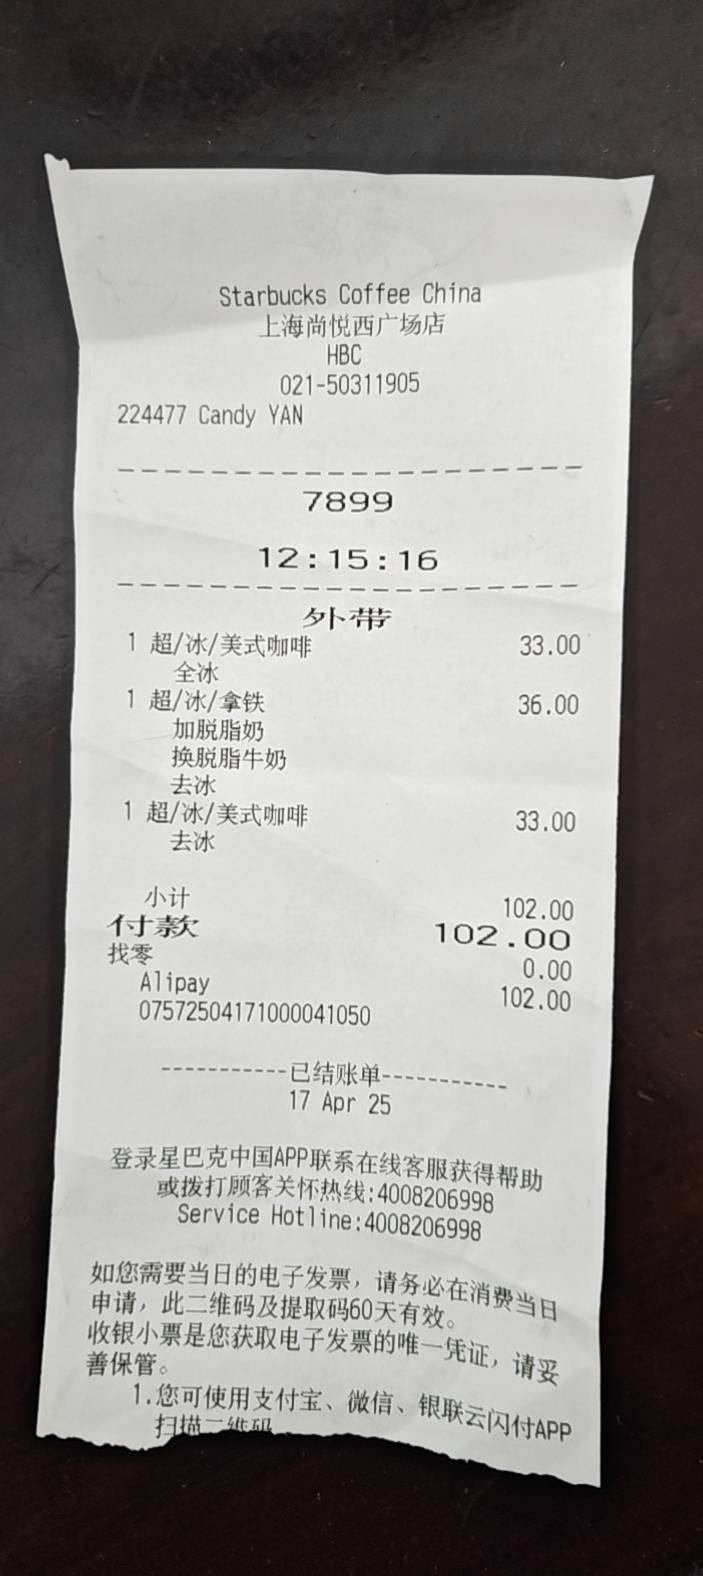 Starbucks Coffee China
上海尚悦西广场店
HBC
021-50311905
224477 Candy YAN
7899
12:15:16
外带
1 超/冰/美式咖啡 33.00
全冰
1 超/冰/拿铁 36.00
加脱脂奶
换脱脂牛奶
去冰
1 超/冰/美式咖啡 33.00
去冰
小计 102.00
付款 102.00
找零 0.00
Alipay 102.00
07572504171000041050
-----------已结账单-----------
17 Apr 25
登录星巴克中国APP联系在线客服获得帮助
或拨打顾客关怀热线:4008206998
Service Hotline:4008206998
如您需要当日的电子发票，请务必在消费当日
申请，此二维码及提取码60天有效。
收银小票是您获取电子发票的唯一凭证，请妥
善保管。
1.您可使用支付宝、微信、银联云闪付APP
扫描二维码